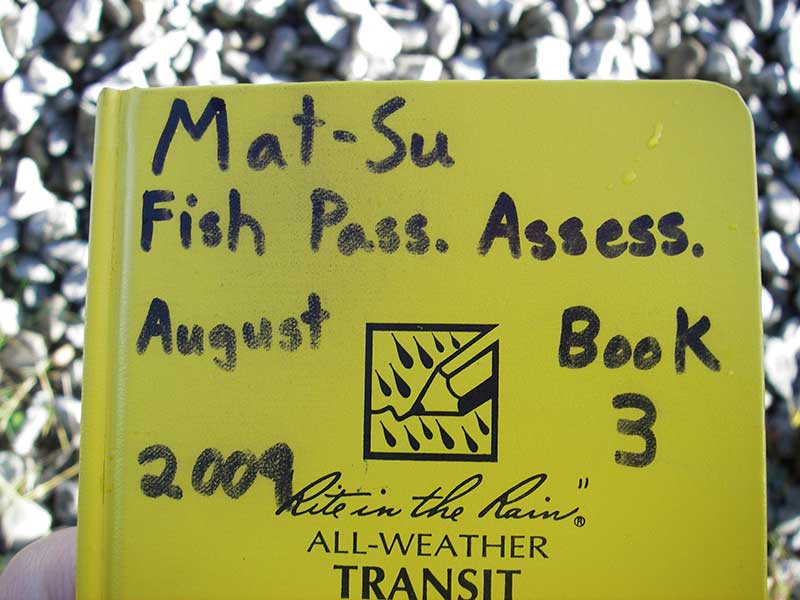 Mat-Su
Fish Pass. Assess.
August
Book
3
2009
Rite in the Rain"®
ALL-WEATHER
TRANSIT